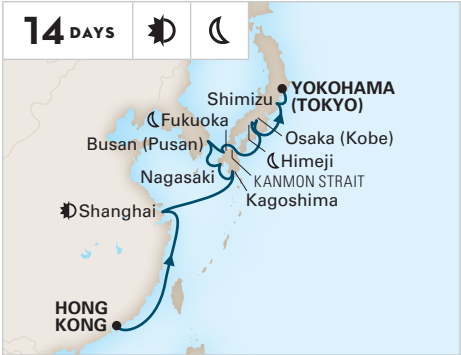 14 DAYS
YOKOHAMA
(TOKYO)
Shimizu
Fukuoka
Osaka (Kobe)
Busan (Pusan)
Himeji
Nagasaki
KANMON STRAIT
Kagoshima
Shanghai
HONG
KONG